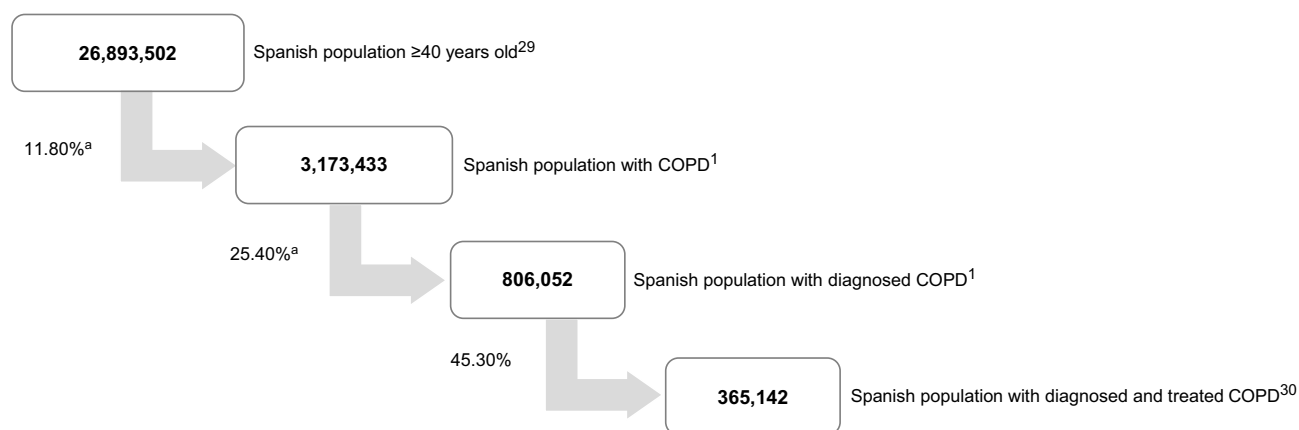 26,893,502 Spanish population ≥40 years old29
11.80%a
3,173,433 Spanish population with COPD1
25.40%a
806,052 Spanish population with diagnosed COPD1
45.30%
365,142 Spanish population with diagnosed and treated COPD30